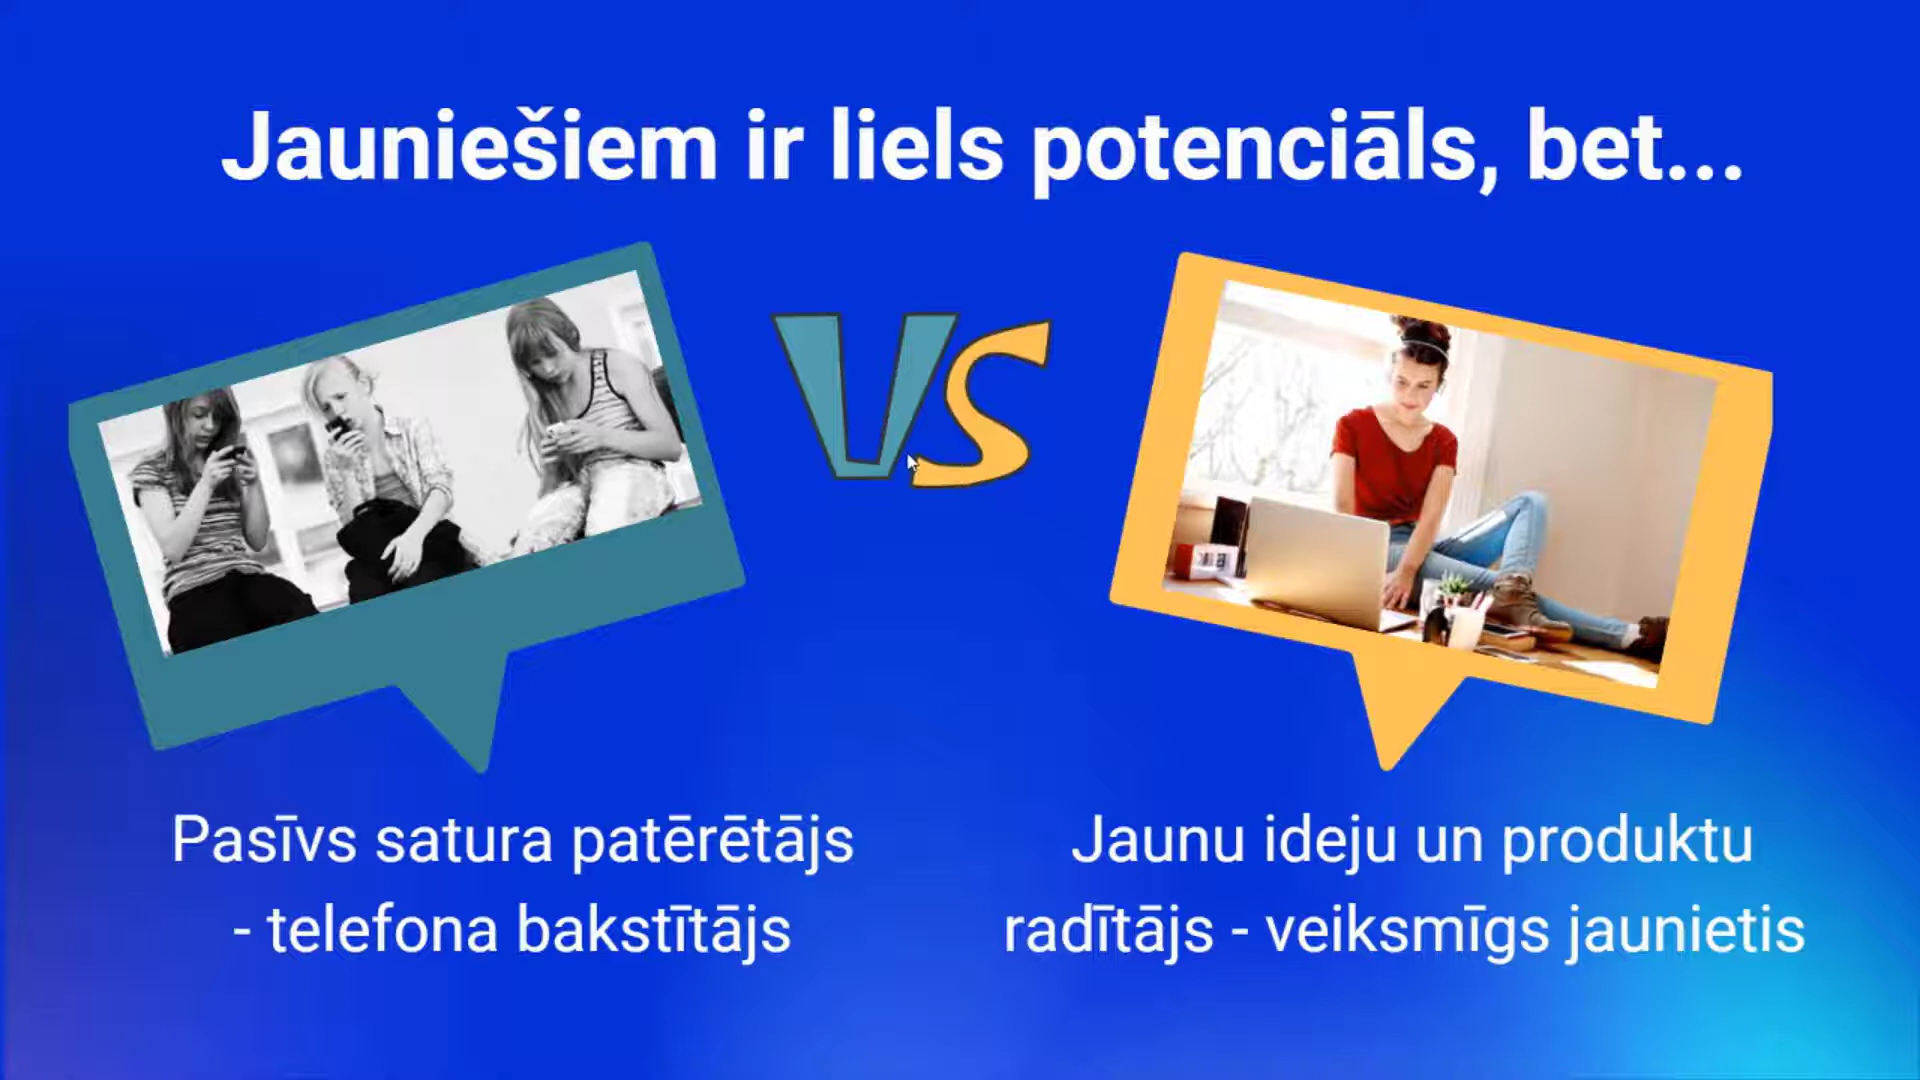 Jauniešiem ir liels potenciāls, bet...
VS
Pasīvs satura patērētājs
- telefona bakstītājs
Jaunu ideju un produktu
radītājs - veiksmīgs jaunietis